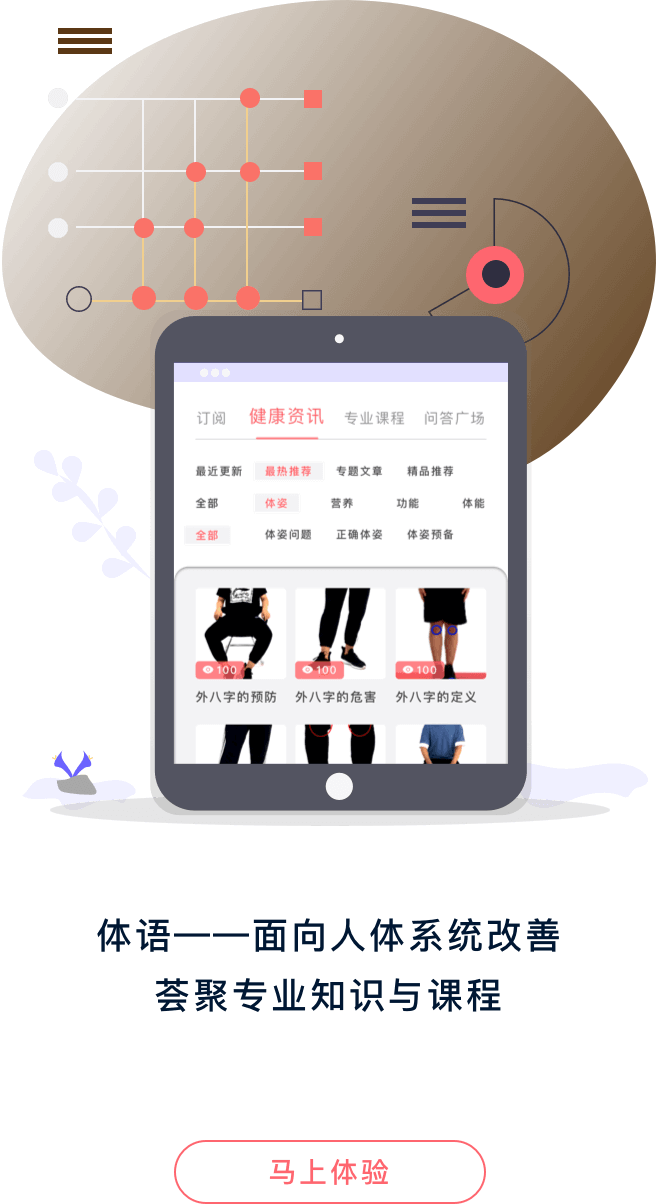 订阅 健康资讯 专业课程 问答广场
最近更新 最热推荐 专题文章 精品推荐
全部 体姿 营养 功能 体能
全部 体姿问题 正确体姿 体姿预备
100 100 100
外八字的预防 外八字的危害 外八字的定义
体语——面向人体系统改善
荟聚专业知识与课程
马上体验